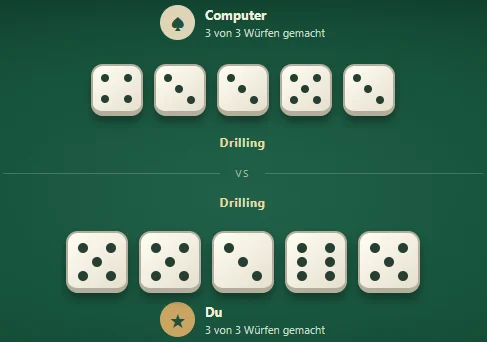 Computer
3 von 3 Würfen gemacht
Drilling
VS
Drilling
Du
3 von 3 Würfen gemacht